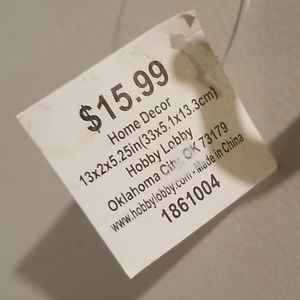 $15.99
Home Decor
13x2x5.25in(33x5.1x13.3cm)
Hobby Lobby
Oklahoma City, OK 73179
www.hobbylobby.com - Made in China
1861004